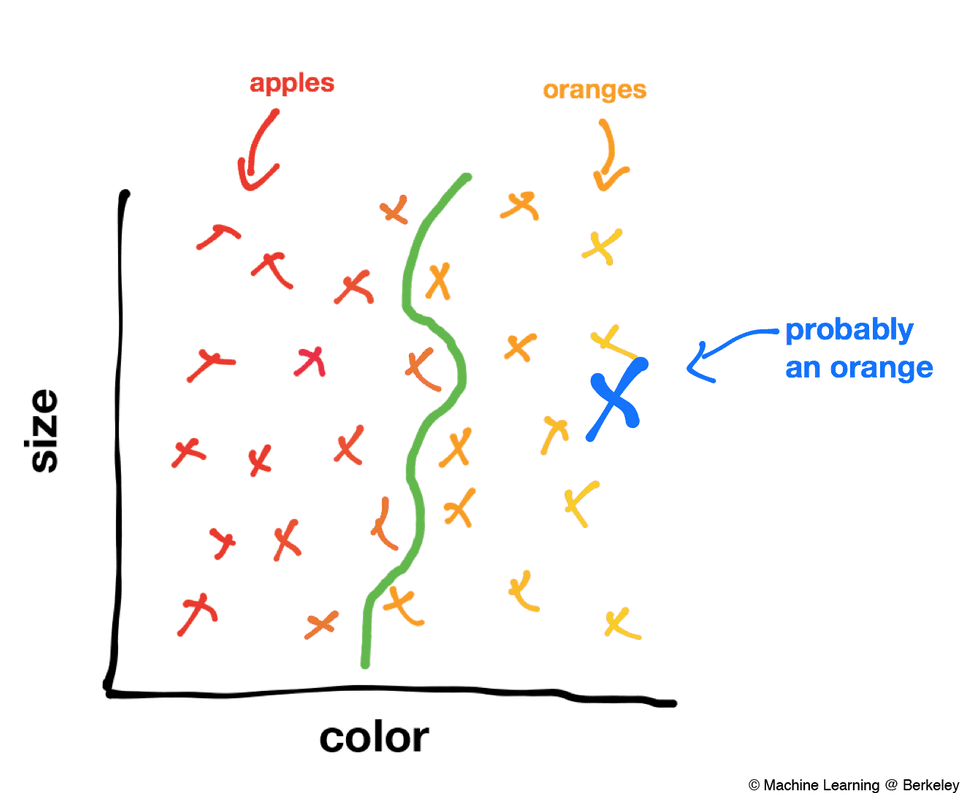 apples
oranges
probably
an orange
size
color
© Machine Learning @ Berkeley